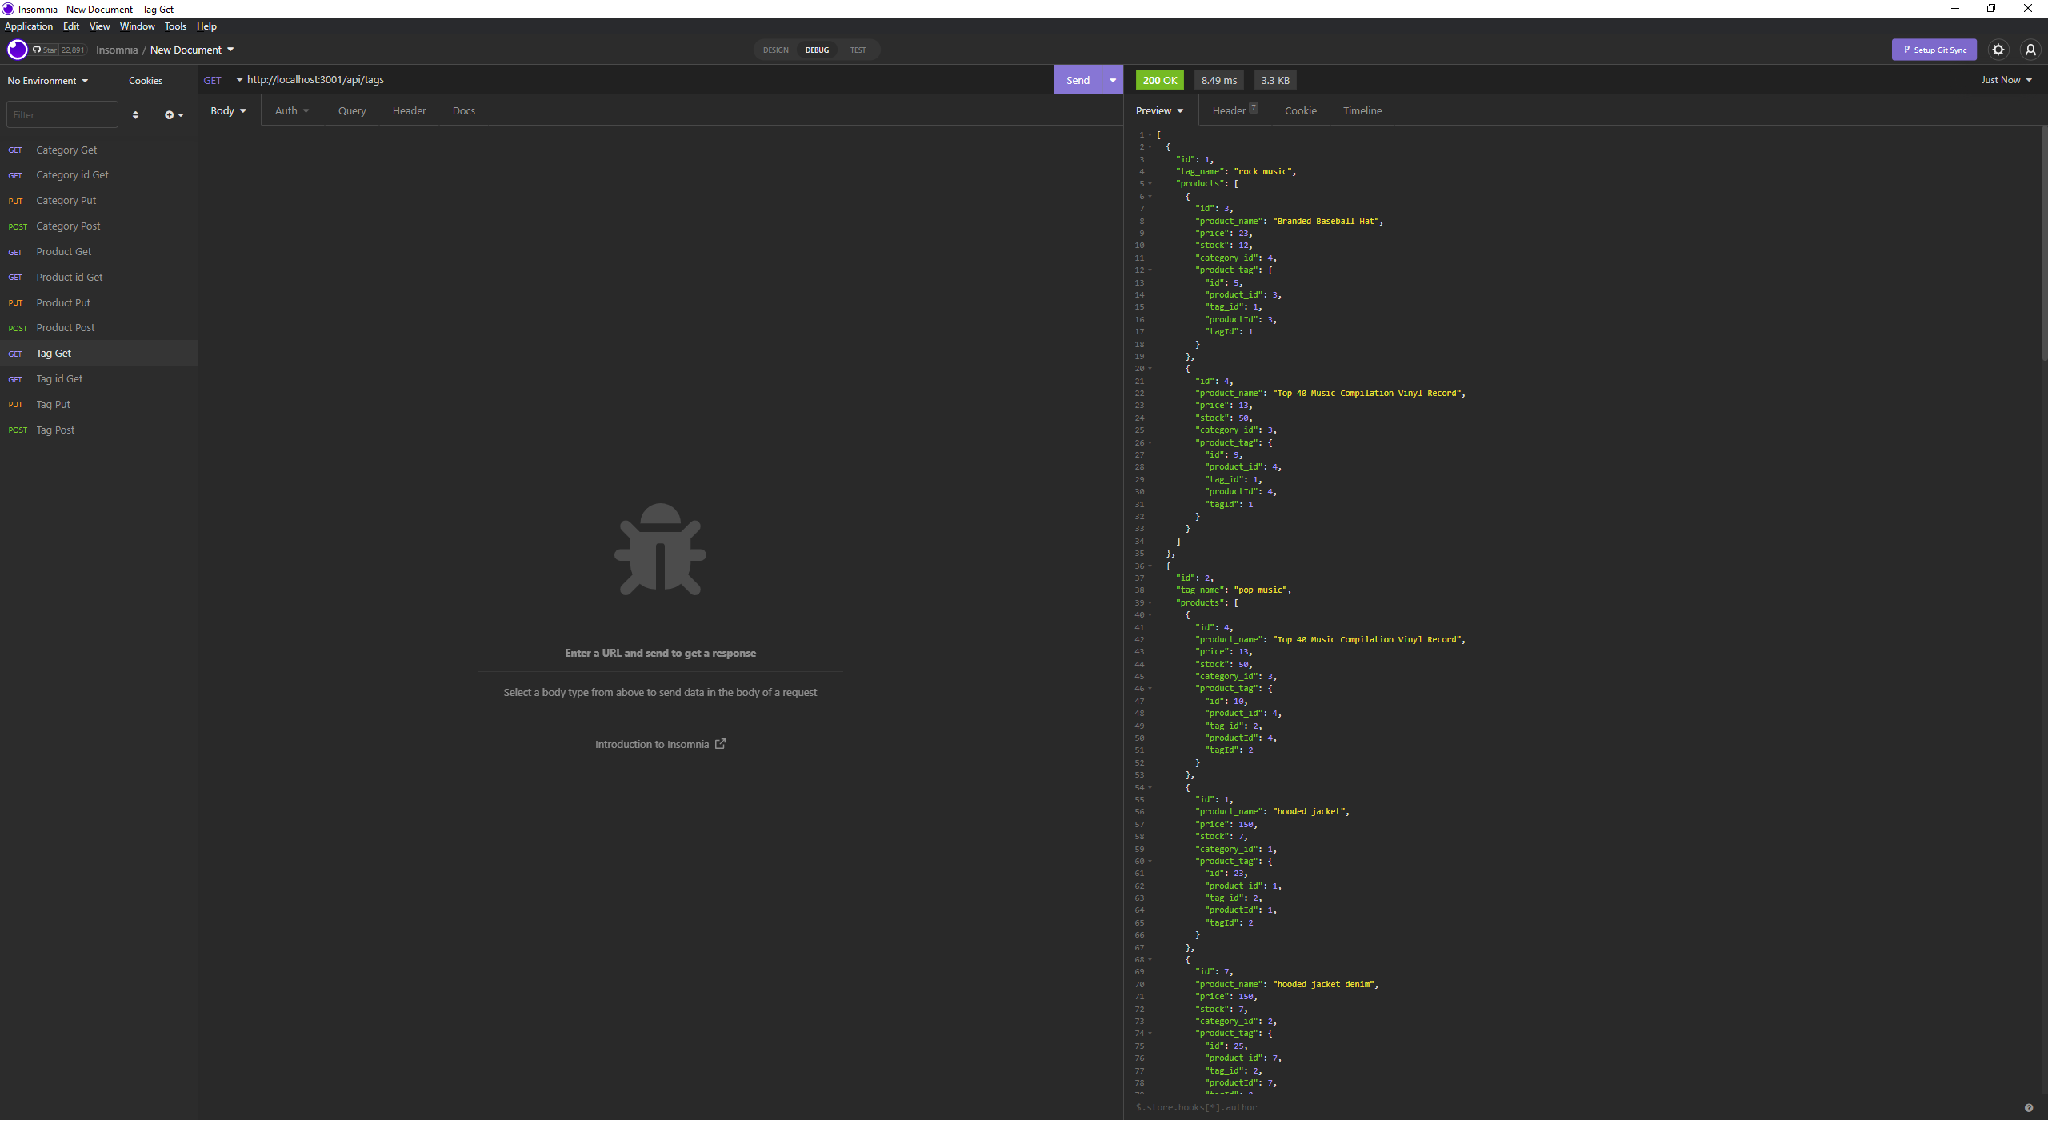 Insomnia - New Document - Tag Get
Application Edit View Window Tools Help
Star 22,891 Insomnia / New Document DESIGN DEBUG TEST Setup Git Sync
No Environment Cookies GET http://localhost:3001/api/tags Send 200 OK 8.49 ms 3.3 KB Just Now
Filter Body Auth Query Header Docs Preview Header 7 Cookie Timeline
GET Category Get
GET Category id Get
PUT Category Put
POST Category Post
GET Product Get
GET Product id Get
PUT Product Put
POST Product Post
GET Tag Get
GET Tag id Get
PUT Tag Put
POST Tag Post
Enter a URL and send to get a response
Select a body type from above to send data in the body of a request
Introduction to Insomnia
1 [
2 {
3 "id": 1,
4 "tag_name": "rock music",
5 "products": [
6 {
7 "id": 3,
8 "product_name": "Branded Baseball Hat",
9 "price": 23,
10 "stock": 12,
11 "category_id": 4,
12 "product_tag": {
13 "id": 5,
14 "product_id": 3,
15 "tag_id": 1,
16 "productId": 3,
17 "tagId": 1
18 }
19 },
20 {
21 "id": 4,
22 "product_name": "Top 40 Music Compilation Vinyl Record",
23 "price": 13,
24 "stock": 50,
25 "category_id": 3,
26 "product_tag": {
27 "id": 9,
28 "product_id": 4,
29 "tag_id": 1,
30 "productId": 4,
31 "tagId": 1
32 }
33 }
34 ]
35 },
36 {
37 "id": 2,
38 "tag_name": "pop music",
39 "products": [
40 {
41 "id": 4,
42 "product_name": "Top 40 Music Compilation Vinyl Record",
43 "price": 13,
44 "stock": 50,
45 "category_id": 3,
46 "product_tag": {
47 "id": 10,
48 "product_id": 4,
49 "tag_id": 2,
50 "productId": 4,
51 "tagId": 2
52 }
53 },
54 {
55 "id": 1,
56 "product_name": "hooded jacket",
57 "price": 150,
58 "stock": 7,
59 "category_id": 1,
60 "product_tag": {
61 "id": 23,
62 "product_id": 1,
63 "tag_id": 2,
64 "productId": 1,
65 "tagId": 2
66 }
67 },
68 {
69 "id": 7,
70 "product_name": "hooded jacket denim",
71 "price": 150,
72 "stock": 7,
73 "category_id": 2,
74 "product_tag": {
75 "id": 25,
76 "product_id": 7,
77 "tag_id": 2,
78 "productId": 7,
$.store.books[*].author